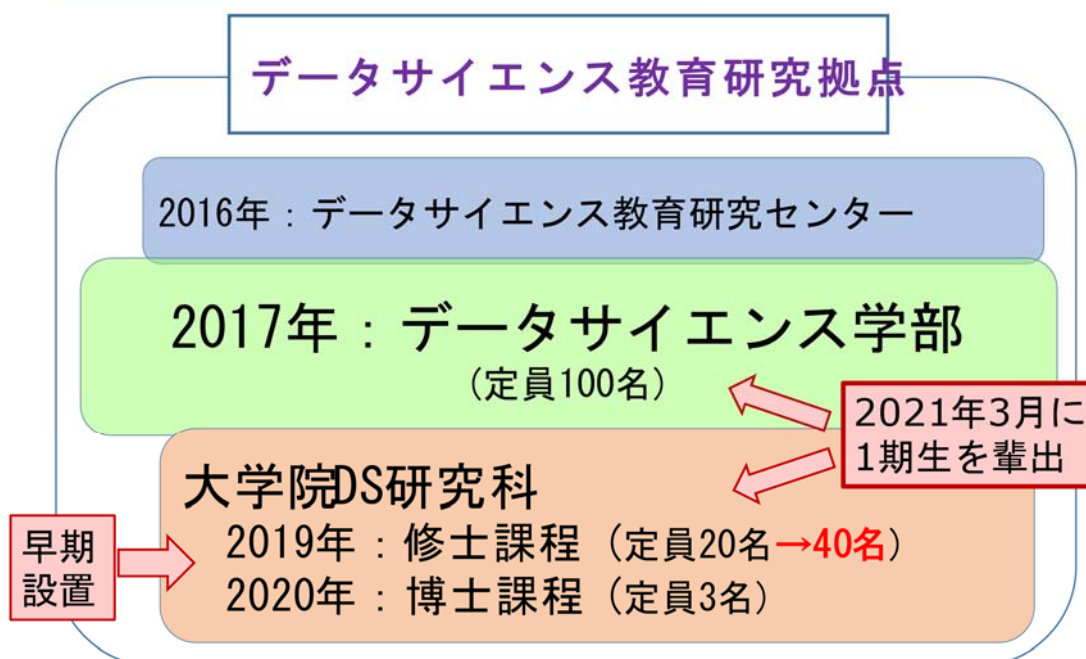 データサイエンス教育研究拠点
2016年：データサイエンス教育研究センター
2017年：データサイエンス学部
（定員100名）
2021年3月に
1期生を輩出
大学院DS研究科
2019年：修士課程（定員20名→40名）
2020年：博士課程（定員3名）
早期
設置